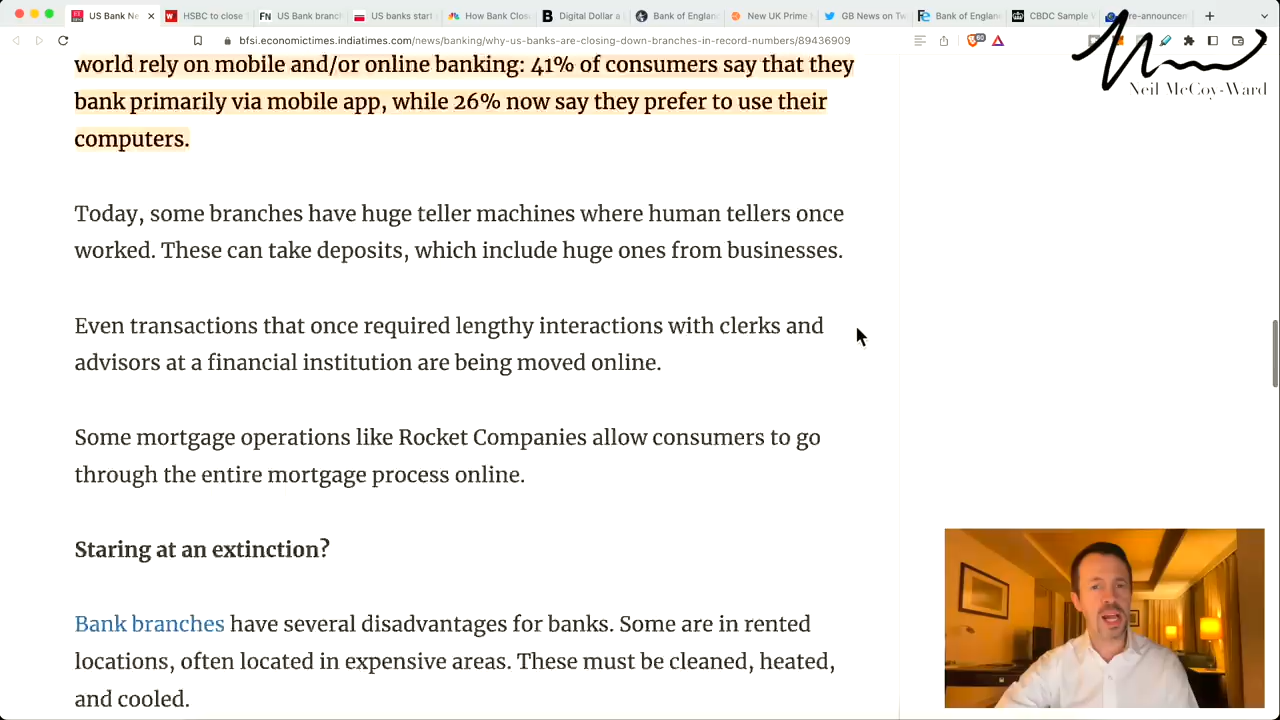 US Bank Ne
HSBC to close
US Bank branch
US banks start
How Bank Clos
Digital Dollar a
Bank of England
New UK Prime
GB News on Tw
Bank of Englan
CBDC Sample
re-announcem
bfsi.economictimes.indiatimes.com/news/banking/why-us-banks-are-closing-down-branches-in-record-numbers/89436909
60
Neil McCoy-Ward
world rely on mobile and/or online banking: 41% of consumers say that they
bank primarily via mobile app, while 26% now say they prefer to use their
computers.
Today, some branches have huge teller machines where human tellers once
worked. These can take deposits, which include huge ones from businesses.
Even transactions that once required lengthy interactions with clerks and
advisors at a financial institution are being moved online.
Some mortgage operations like Rocket Companies allow consumers to go
through the entire mortgage process online.
Staring at an extinction?
Bank branches have several disadvantages for banks. Some are in rented
locations, often located in expensive areas. These must be cleaned, heated,
and cooled.